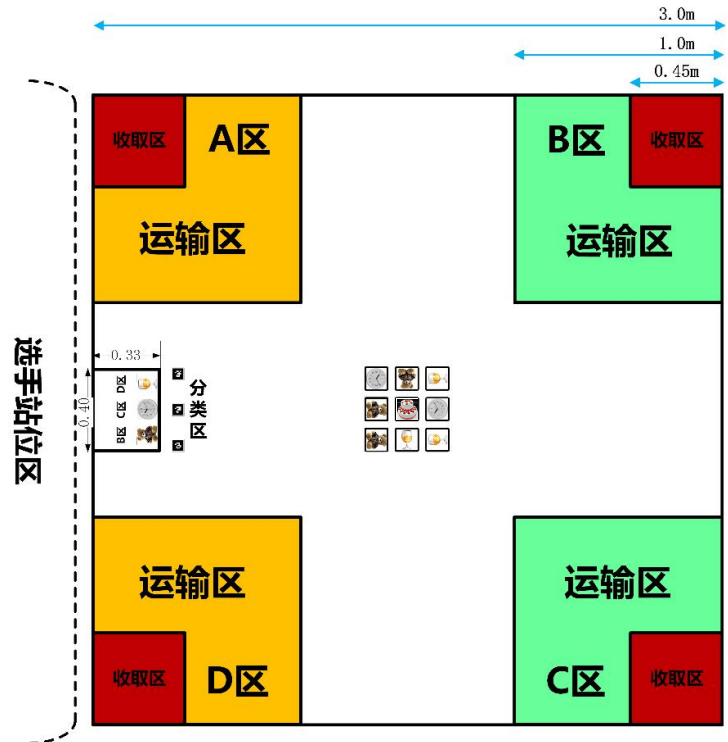 3.0m
1.0m
0.45m
收取区
A区
B区
收取区
运输区
运输区
选手站位区
0.33
0.40
D区
C区
B区
分类区
运输区
运输区
收取区
D区
C区
收取区